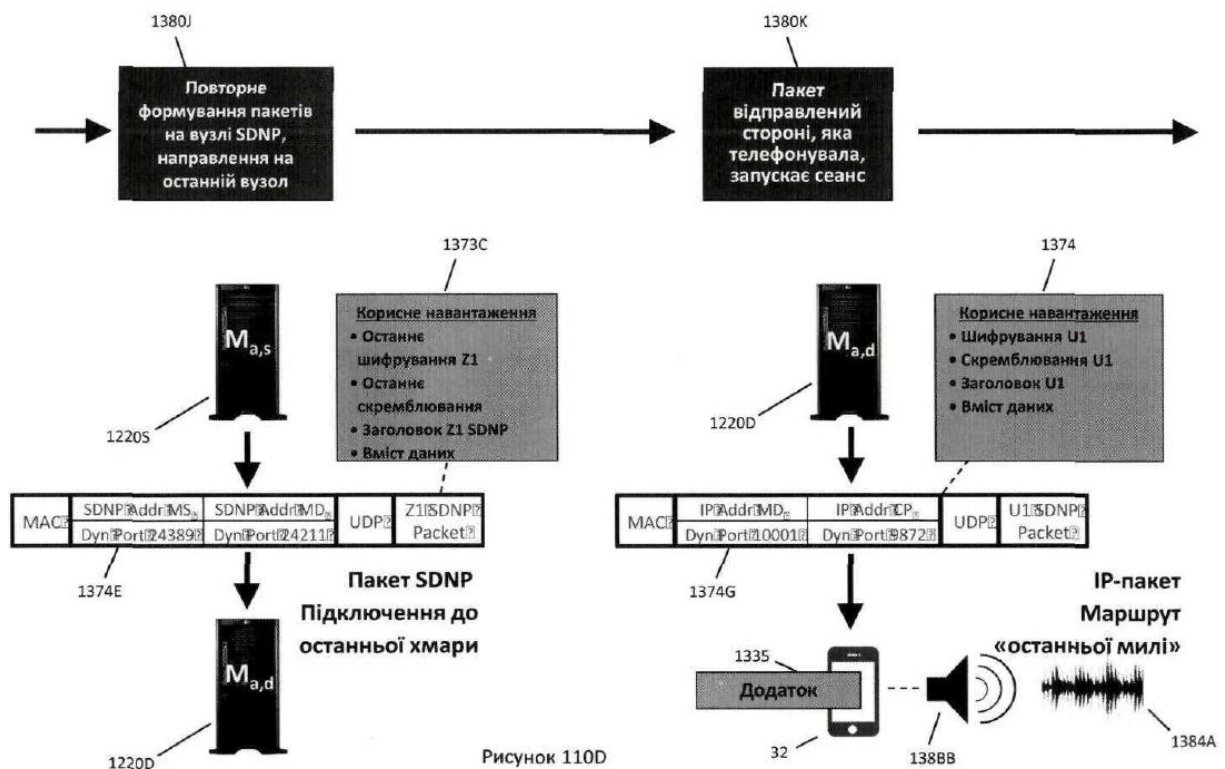 1380J
1380K
Повторне
формування пакетів
на вузлі SDNP,
направлення на
останній вузол
Пакет
відправлений
стороні, яка
телефонувала,
запускає сеанс
1373C
1374
Ma,s
Корисне навантаження
• Останнє
шифрування Z1
• Останнє
скремблювання
• Заголовок Z1 SDNP
• Вміст даних
Ma,d
Корисне навантаження
• Шифрування U1
• Скремблювання U1
• Заголовок U1
• Вміст даних
1220S
1220D
MAC
SDNP Addr MS
SDNP Addr MD
UDP
Z1 SDNP
Dyn Port 24389
Dyn Port 24211
Packet
MAC
IP Addr MD
IP Addr CP
UDP
U1 SDNP
Dyn Port 10001
Dyn Port 9872
Packet
1374E
Пакет SDNP
Підключення до
останньої хмари
1374G
IP-пакет
Маршрут
«останньої милі»
Ma,d
1335
Додаток
1220D
32
138BB
1384A
Рисунок 110D